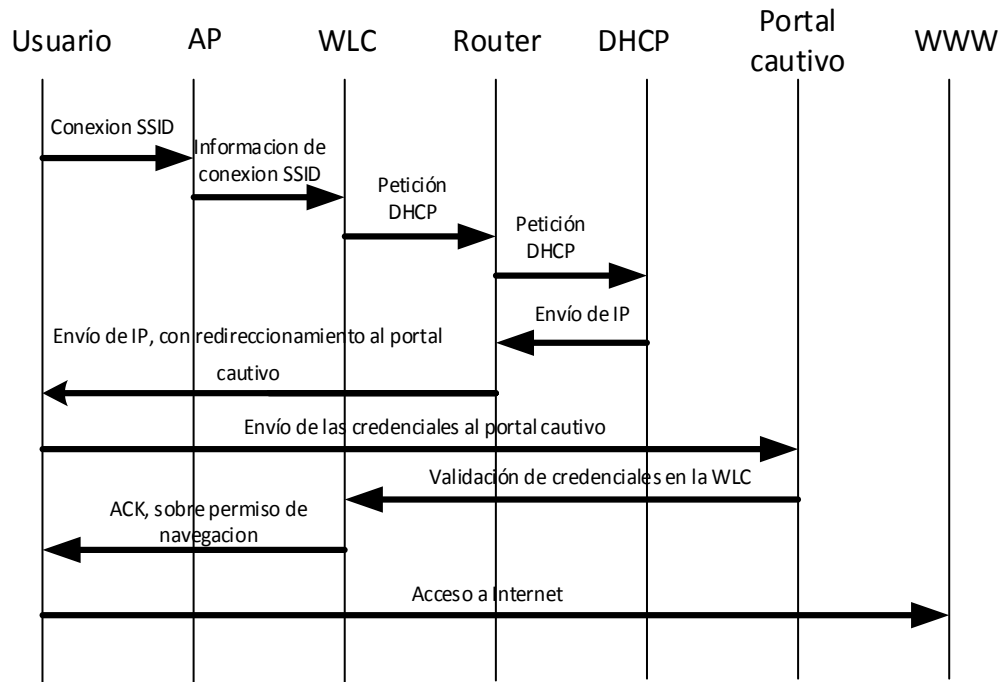 Usuario
AP
WLC
Router
DHCP
Portal
cautivo
WWW
Conexion SSID
Informacion de
conexion SSID
Petición
DHCP
Petición
DHCP
Envío de IP
Envío de IP, con redireccionamiento al portal
cautivo
Envío de las credenciales al portal cautivo
Validación de credenciales en la WLC
ACK, sobre permiso de
navegacion
Acceso a Internet